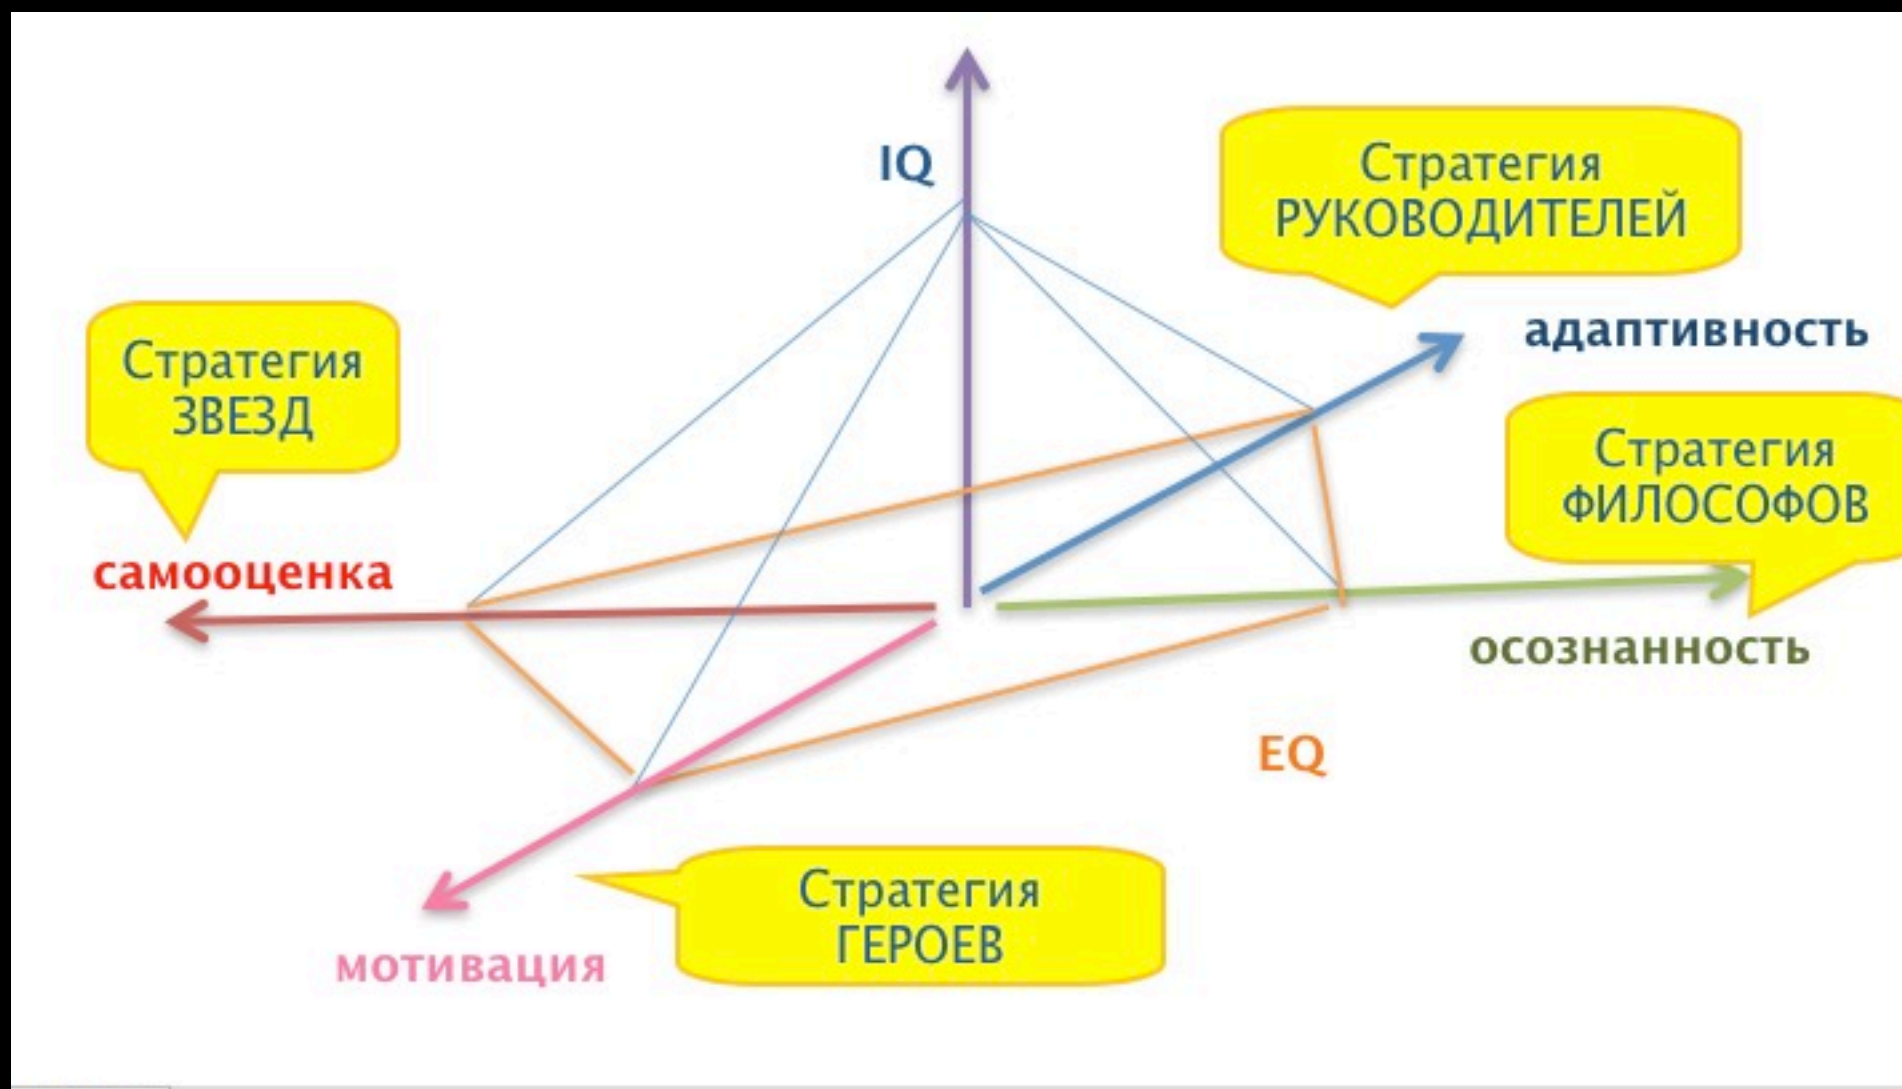 IQ
Стратегия
РУКОВОДИТЕЛЕЙ
адаптивность
Стратегия
ЗВЕЗД
Стратегия
ФИЛОСОФОВ
самооценка
осознанность
EQ
Стратегия
ГЕРОЕВ
мотивация